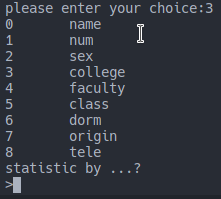 please enter your choice:3
0 name
1 num
2 sex
3 college
4 faculty
5 class
6 dorm
7 origin
8 tele
statistic by ...?
>